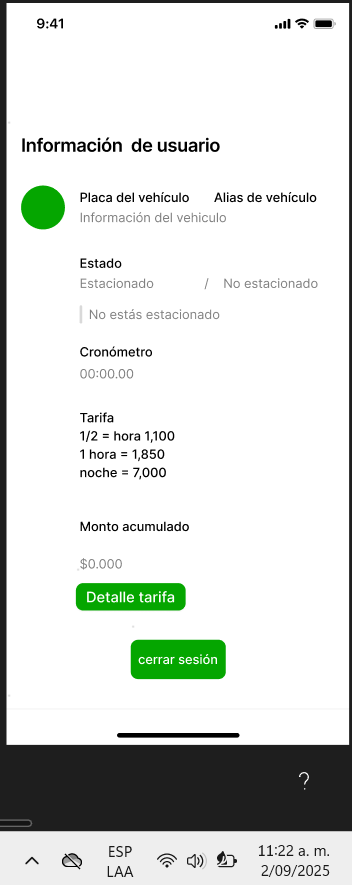 9:41
Información de usuario
Placa del vehículo Alias de vehículo
Información del vehiculo
Estado
Estacionado / No estacionado
No estás estacionado
Cronómetro
00:00.00
Tarifa
1/2 = hora 1,100
1 hora = 1,850
noche = 7,000
Monto acumulado
$0.000
Detalle tarifa
cerrar sesión
?
ESP
LAA
11:22 a. m.
2/09/2025